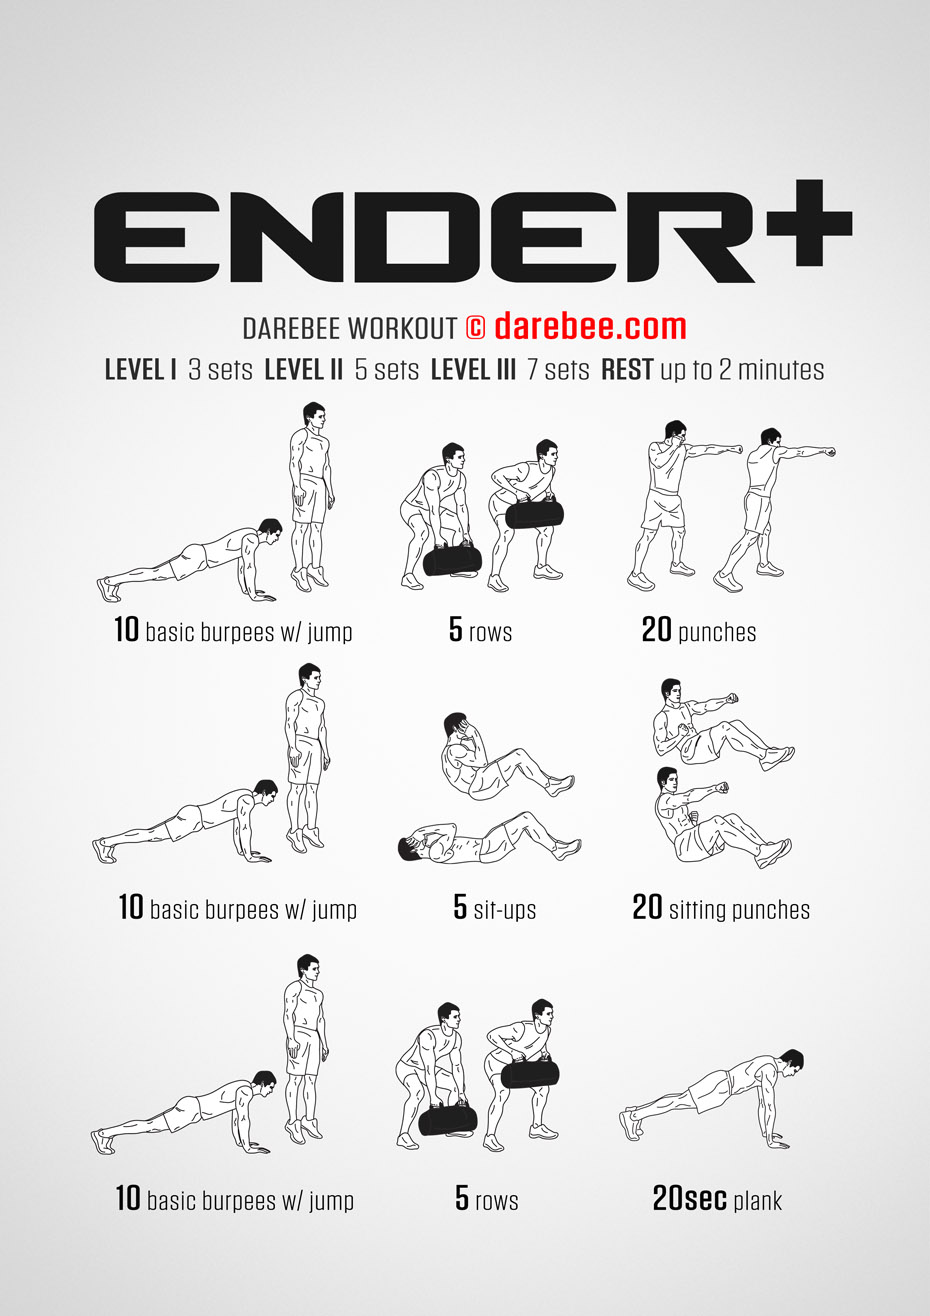 ENDER+
DAREBEE WORKOUT © darebee.com
LEVEL I 3 sets LEVEL II 5 sets LEVEL III 7 sets REST up to 2 minutes
10 basic burpees w/ jump
5 rows
20 punches
10 basic burpees w/ jump
5 sit-ups
20 sitting punches
10 basic burpees w/ jump
5 rows
20sec plank